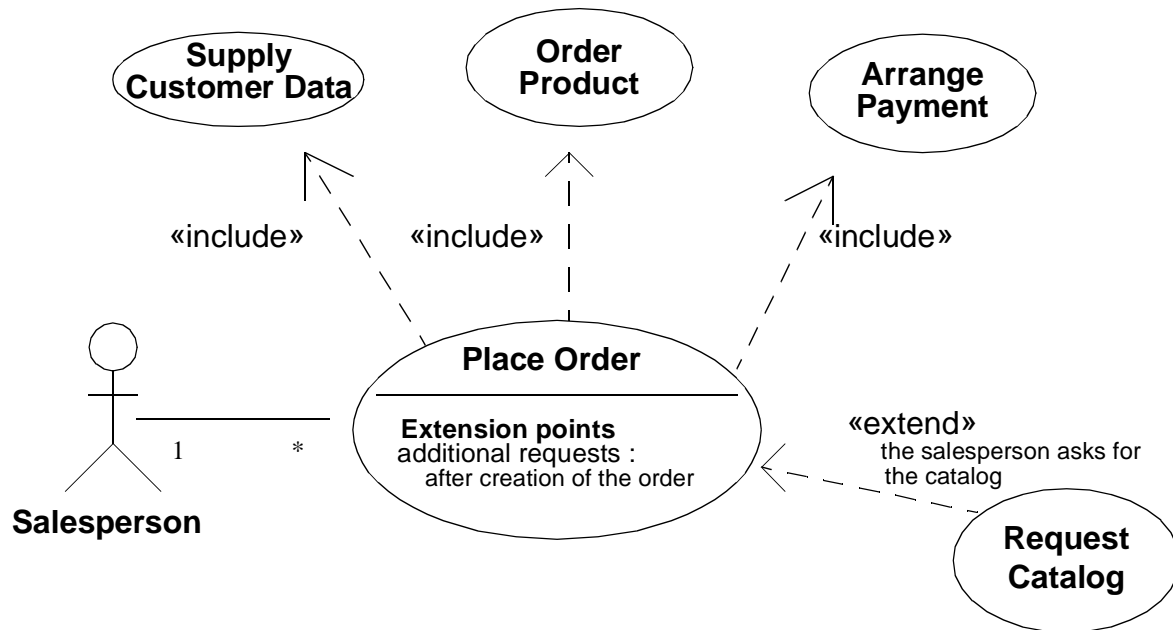 Supply
Customer Data
Order
Product
Arrange
Payment
«include»
«include»
«include»
Place Order
Extension points
additional requests :
after creation of the order
1
*
Salesperson
«extend»
the salesperson asks for
the catalog
Request
Catalog